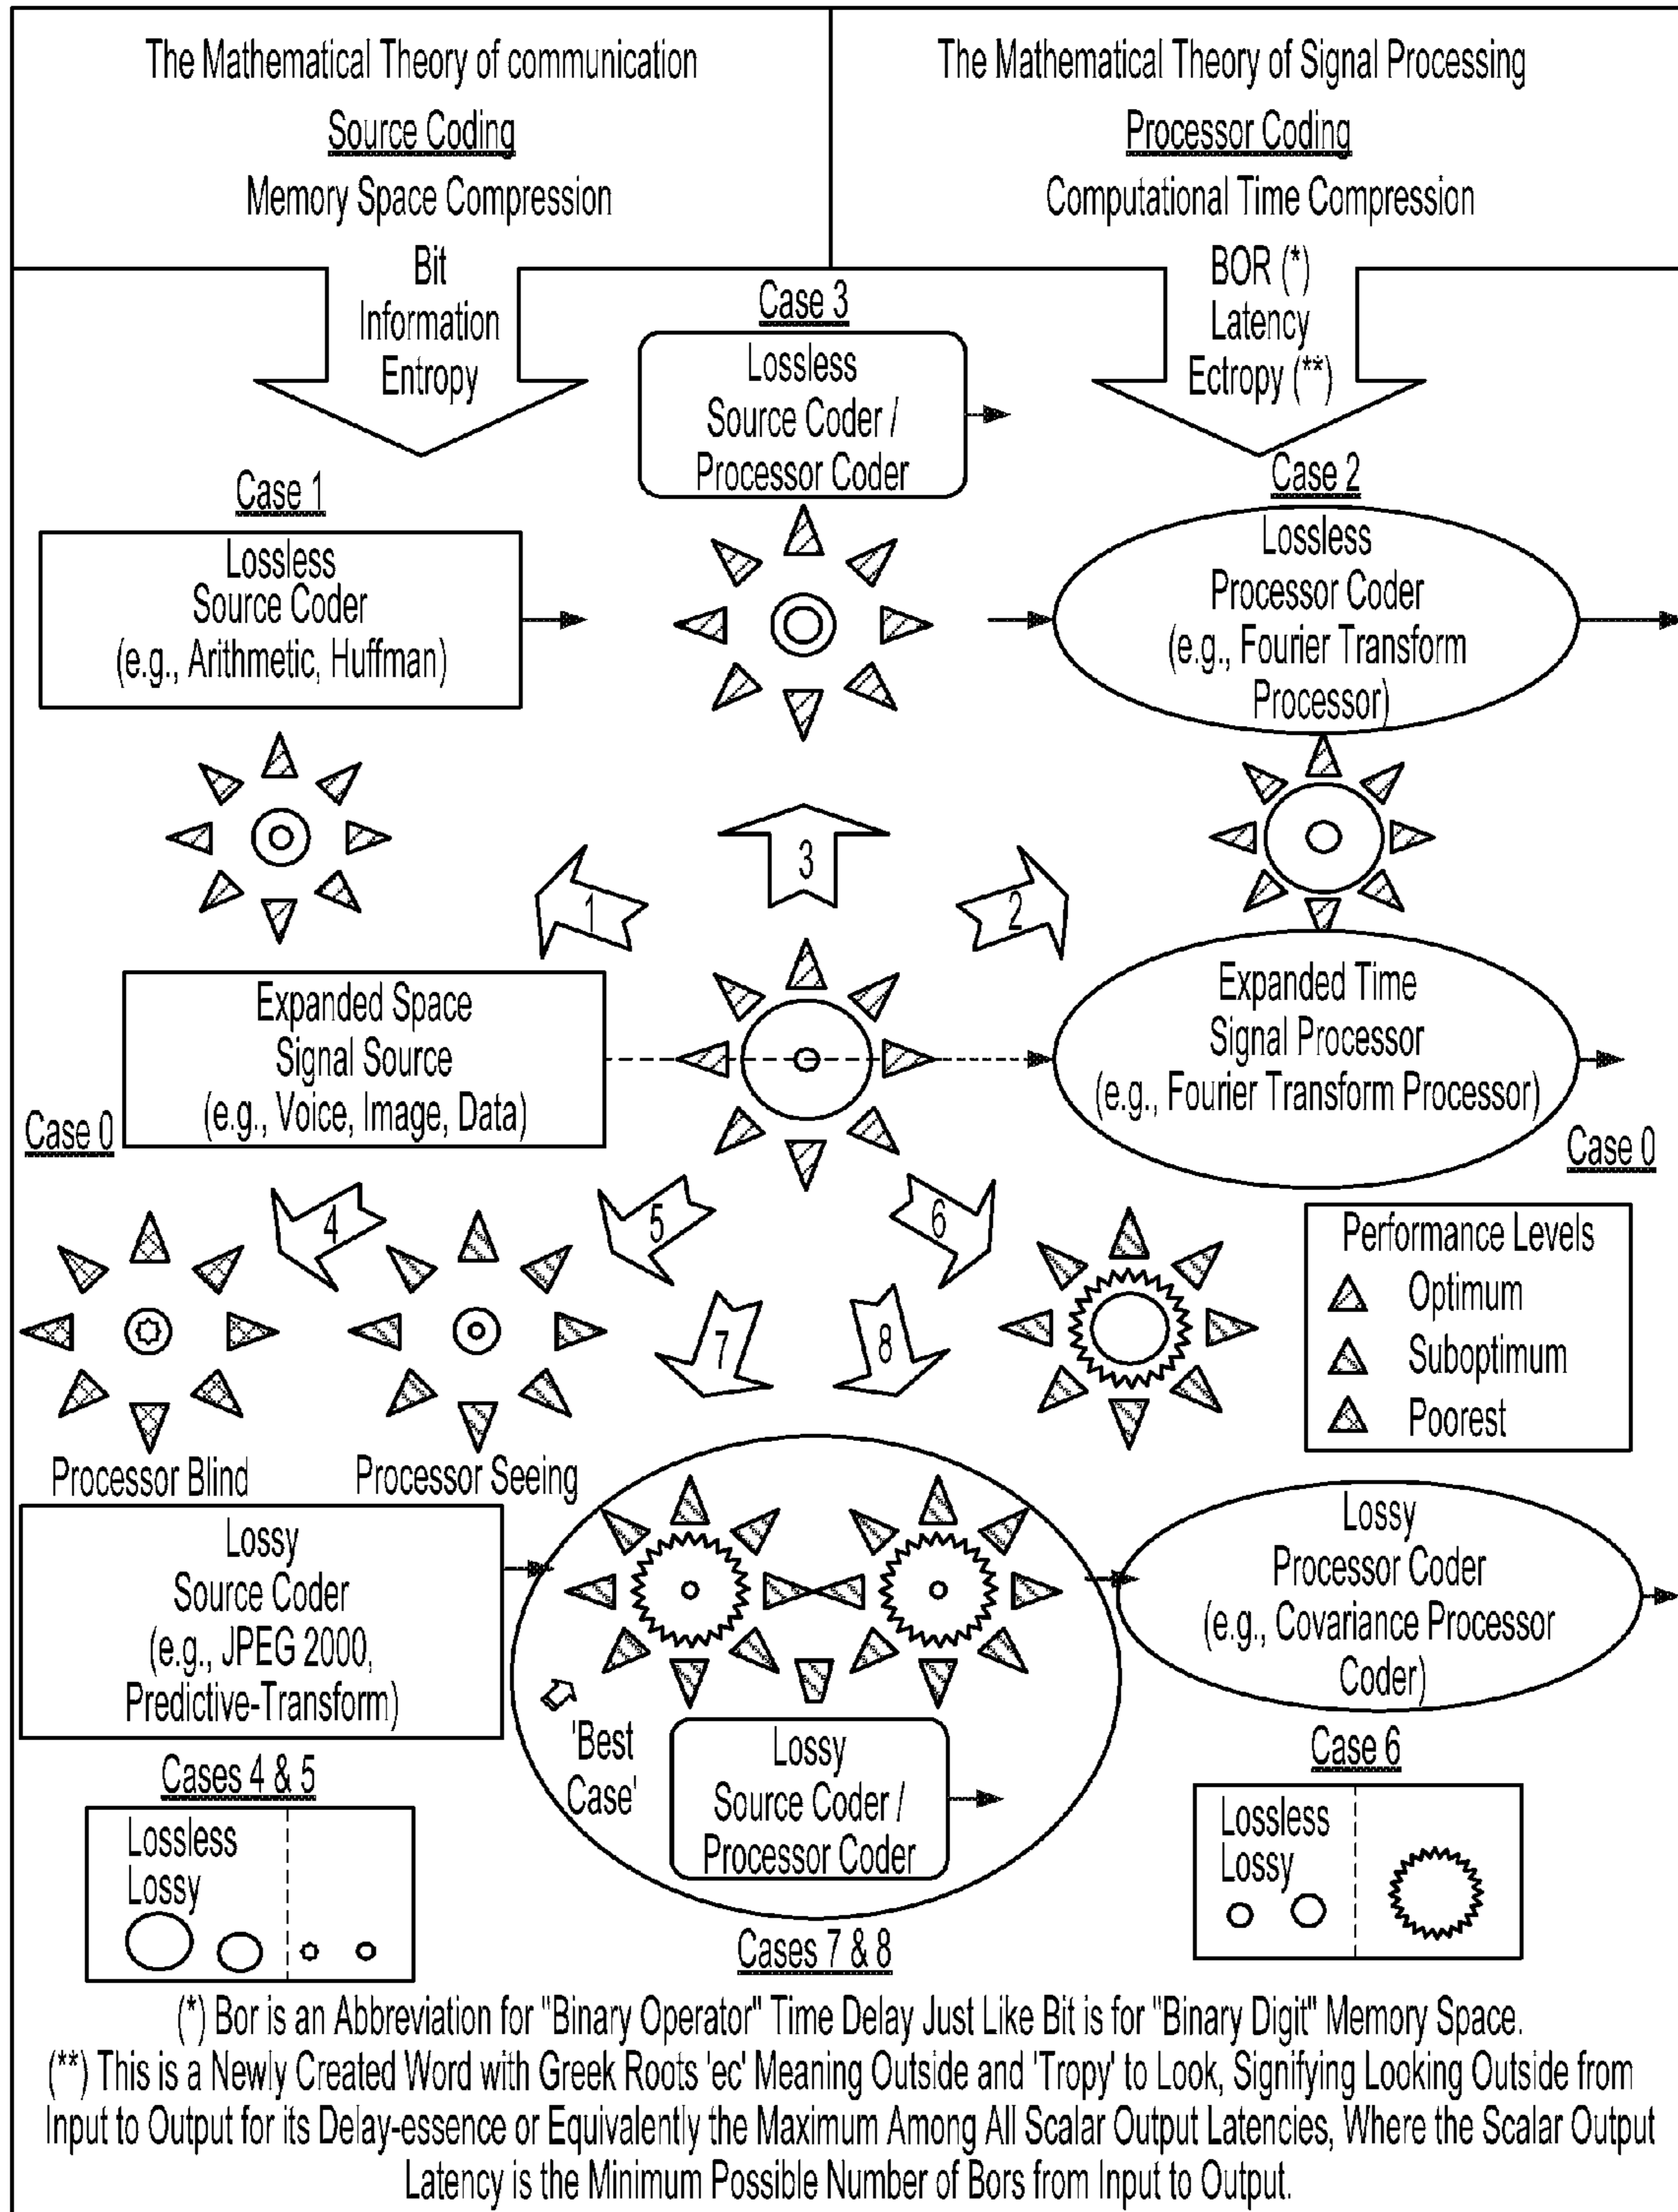 The Mathematical Theory of communication
Source Coding
Memory Space Compression
Bit
Information
Entropy
The Mathematical Theory of Signal Processing
Processor Coding
Computational Time Compression
BOR (*)
Latency
Ectropy (**)
Case 3
Lossless
Source Coder /
Processor Coder
Case 1
Lossless
Source Coder
(e.g., Arithmetic, Huffman)
Case 2
Lossless
Processor Coder
(e.g., Fourier Transform
Processor)
1
3
2
Expanded Space
Signal Source
(e.g., Voice, Image, Data)
Case 0
Expanded Time
Signal Processor
(e.g., Fourier Transform Processor)
Case 0
4
5
6
7
8
Performance Levels
Optimum
Suboptimum
Poorest
Processor Blind
Processor Seeing
Lossy
Source Coder
(e.g., JPEG 2000,
Predictive-Transform)
Cases 4 & 5
Lossless
Lossy
'Best
Case'
Lossy
Source Coder /
Processor Coder
Cases 7 & 8
Lossy
Processor Coder
(e.g., Covariance Processor
Coder)
Case 6
Lossless
Lossy
(*) Bor is an Abbreviation for "Binary Operator" Time Delay Just Like Bit is for "Binary Digit" Memory Space.
(**) This is a Newly Created Word with Greek Roots 'ec' Meaning Outside and 'Tropy' to Look, Signifying Looking Outside from
Input to Output for its Delay-essence or Equivalently the Maximum Among All Scalar Output Latencies, Where the Scalar Output
Latency is the Minimum Possible Number of Bors from Input to Output.